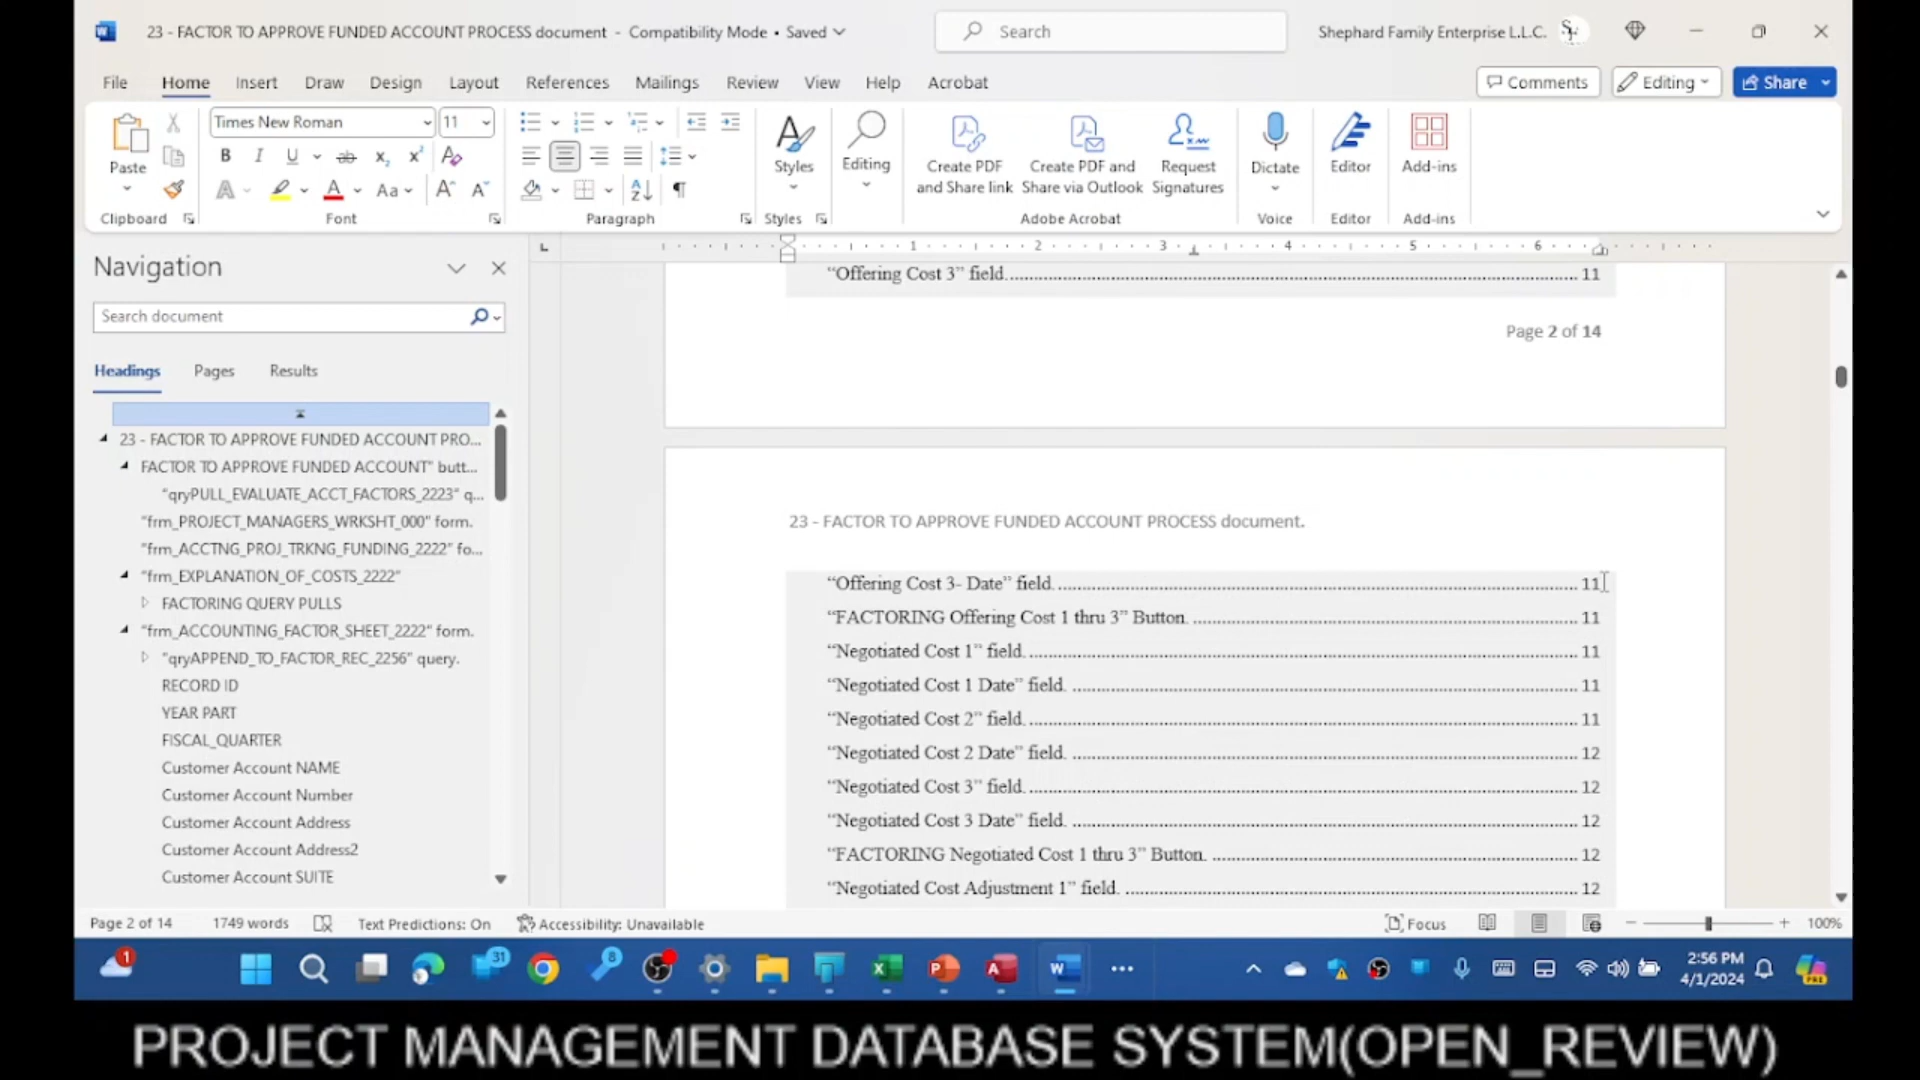 23 - FACTOR TO APPROVE FUNDED ACCOUNT PROCESS document - Compatibility Mode • Saved
Search
Shephard Family Enterprise L.L.C.
File Home Insert Draw Design Layout References Mailings Review View Help Acrobat
Comments Editing Share
Times New Roman 11
Paste
Styles
Editing
Create PDF and Share link
Create PDF and Share via Outlook
Request Signatures
Dictate
Editor
Add-ins
Clipboard Font Paragraph Styles Adobe Acrobat Voice Editor Add-ins
Navigation
Search document
Headings Pages Results
23 - FACTOR TO APPROVE FUNDED ACCOUNT PRO...
FACTOR TO APPROVE FUNDED ACCOUNT" butt...
"qryPULL_EVALUATE_ACCT_FACTORS_2223" q...
"frm_PROJECT_MANAGERS_WRKSHT_000" form.
"frm_ACCTNG_PROJ_TRKNG_FUNDING_2222" fo...
"frm_EXPLANATION_OF_COSTS_2222"
FACTORING QUERY PULLS
"frm_ACCOUNTING_FACTOR_SHEET_2222" form.
"qryAPPEND_TO_FACTOR_REC_2256" query.
RECORD ID
YEAR PART
FISCAL_QUARTER
Customer Account NAME
Customer Account Number
Customer Account Address
Customer Account Address2
Customer Account SUITE
1 2 3 4 5 6
“Offering Cost 3” field. 11
Page 2 of 14
23 - FACTOR TO APPROVE FUNDED ACCOUNT PROCESS document.
“Offering Cost 3- Date” field. 11
“FACTORING Offering Cost 1 thru 3” Button. 11
“Negotiated Cost 1” field. 11
“Negotiated Cost 1 Date” field. 11
“Negotiated Cost 2” field. 11
“Negotiated Cost 2 Date” field. 12
“Negotiated Cost 3” field. 12
“Negotiated Cost 3 Date” field. 12
“FACTORING Negotiated Cost 1 thru 3” Button. 12
“Negotiated Cost Adjustment 1” field. 12
Page 2 of 14 1749 words Text Predictions: On Accessibility: Unavailable Focus 100%
1 31 8
2:56 PM
4/1/2024
PROJECT MANAGEMENT DATABASE SYSTEM(OPEN_REVIEW)